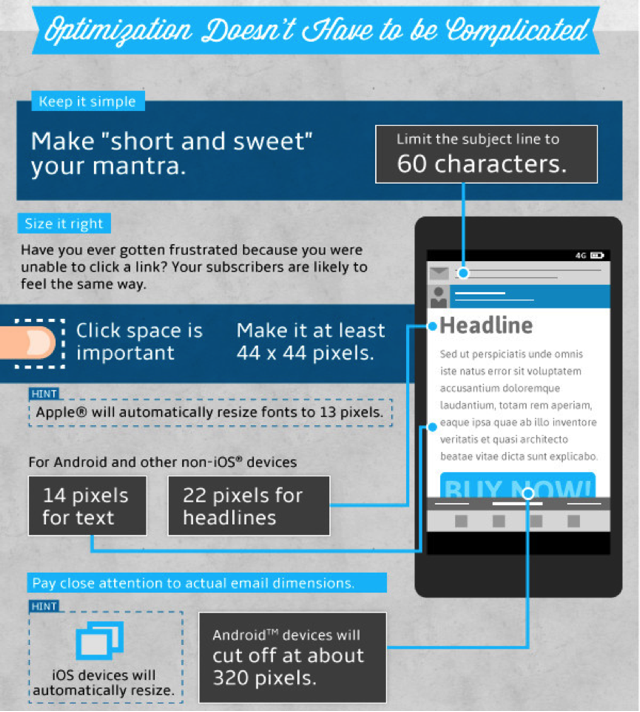 Optimization Doesn't Have to be Complicated
Keep it simple
Make "short and sweet"
your mantra.
Limit the subject line to
60 characters.
Size it right
Have you ever gotten frustrated because you were
unable to click a link? Your subscribers are likely to
feel the same way.
Click space is
important
Make it at least
44 x 44 pixels.
HINT
Apple® will automatically resize fonts to 13 pixels.
For Android and other non-iOS® devices
14 pixels
for text
22 pixels for
headlines
4G
Headline
Sed ut perspiciatis unde omnis
iste natus error sit voluptatem
accusantium doloremque
laudantium, totam rem aperiam,
eaque ipsa quae ab illo inventore
veritatis et quasi architecto
beatae vitae dicta sunt explicabo.
BUY NOW!
Pay close attention to actual email dimensions.
HINT
iOS devices will
automatically resize.
Android™ devices will
cut off at about
320 pixels.